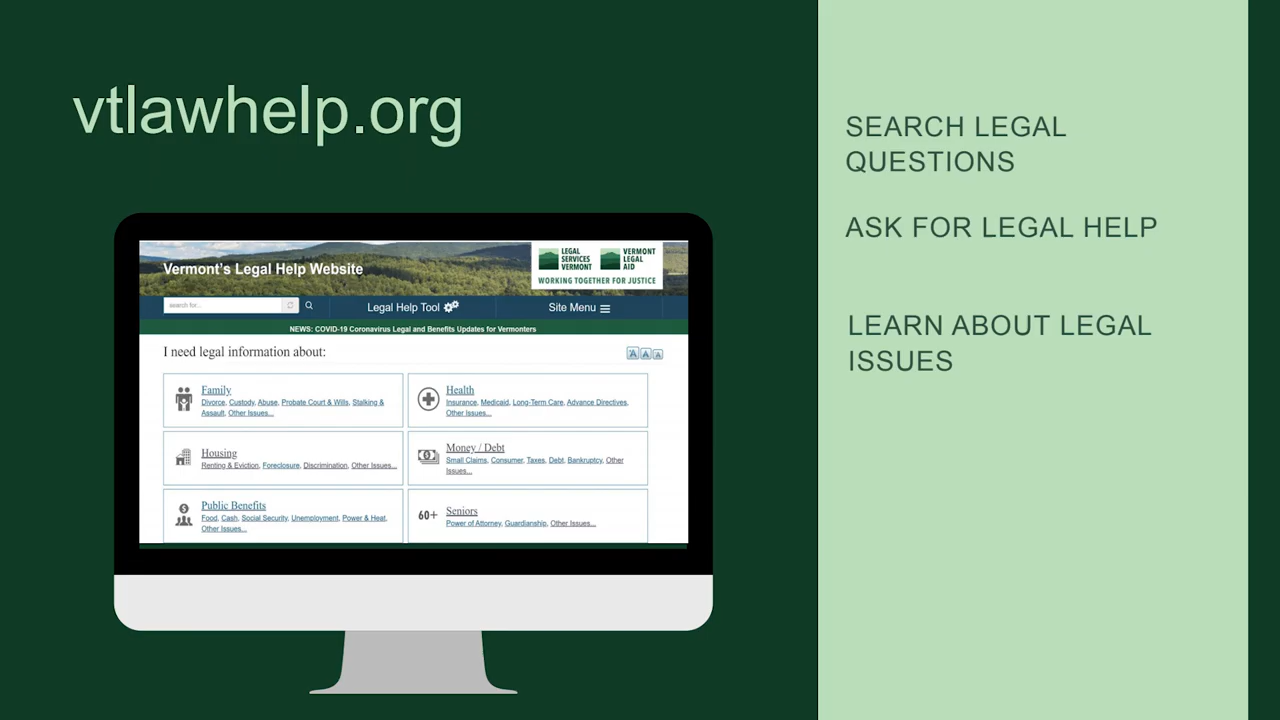 vtlawhelp.org
Vermont's Legal Help Website
LEGAL
SERVICES
VERMONT
VERMONT
LEGAL
AID
WORKING TOGETHER FOR JUSTICE
search for...
Legal Help Tool
Site Menu
NEWS: COVID-19 Coronavirus Legal and Benefits Updates for Vermonters
I need legal information about:
A A A
Family
Divorce, Custody, Abuse, Probate Court & Wills, Stalking &
Assault, Other Issues...
Health
Insurance, Medicaid, Long-Term Care, Advance Directives,
Other Issues...
Housing
Renting & Eviction, Foreclosure, Discrimination, Other Issues...
Money / Debt
Small Claims, Consumer, Taxes, Debt, Bankruptcy, Other
Issues...
Public Benefits
Food, Cash, Social Security, Unemployment, Power & Heat,
Other Issues...
60+
Seniors
Power of Attorney, Guardianship, Other Issues...
SEARCH LEGAL
QUESTIONS
ASK FOR LEGAL HELP
LEARN ABOUT LEGAL
ISSUES